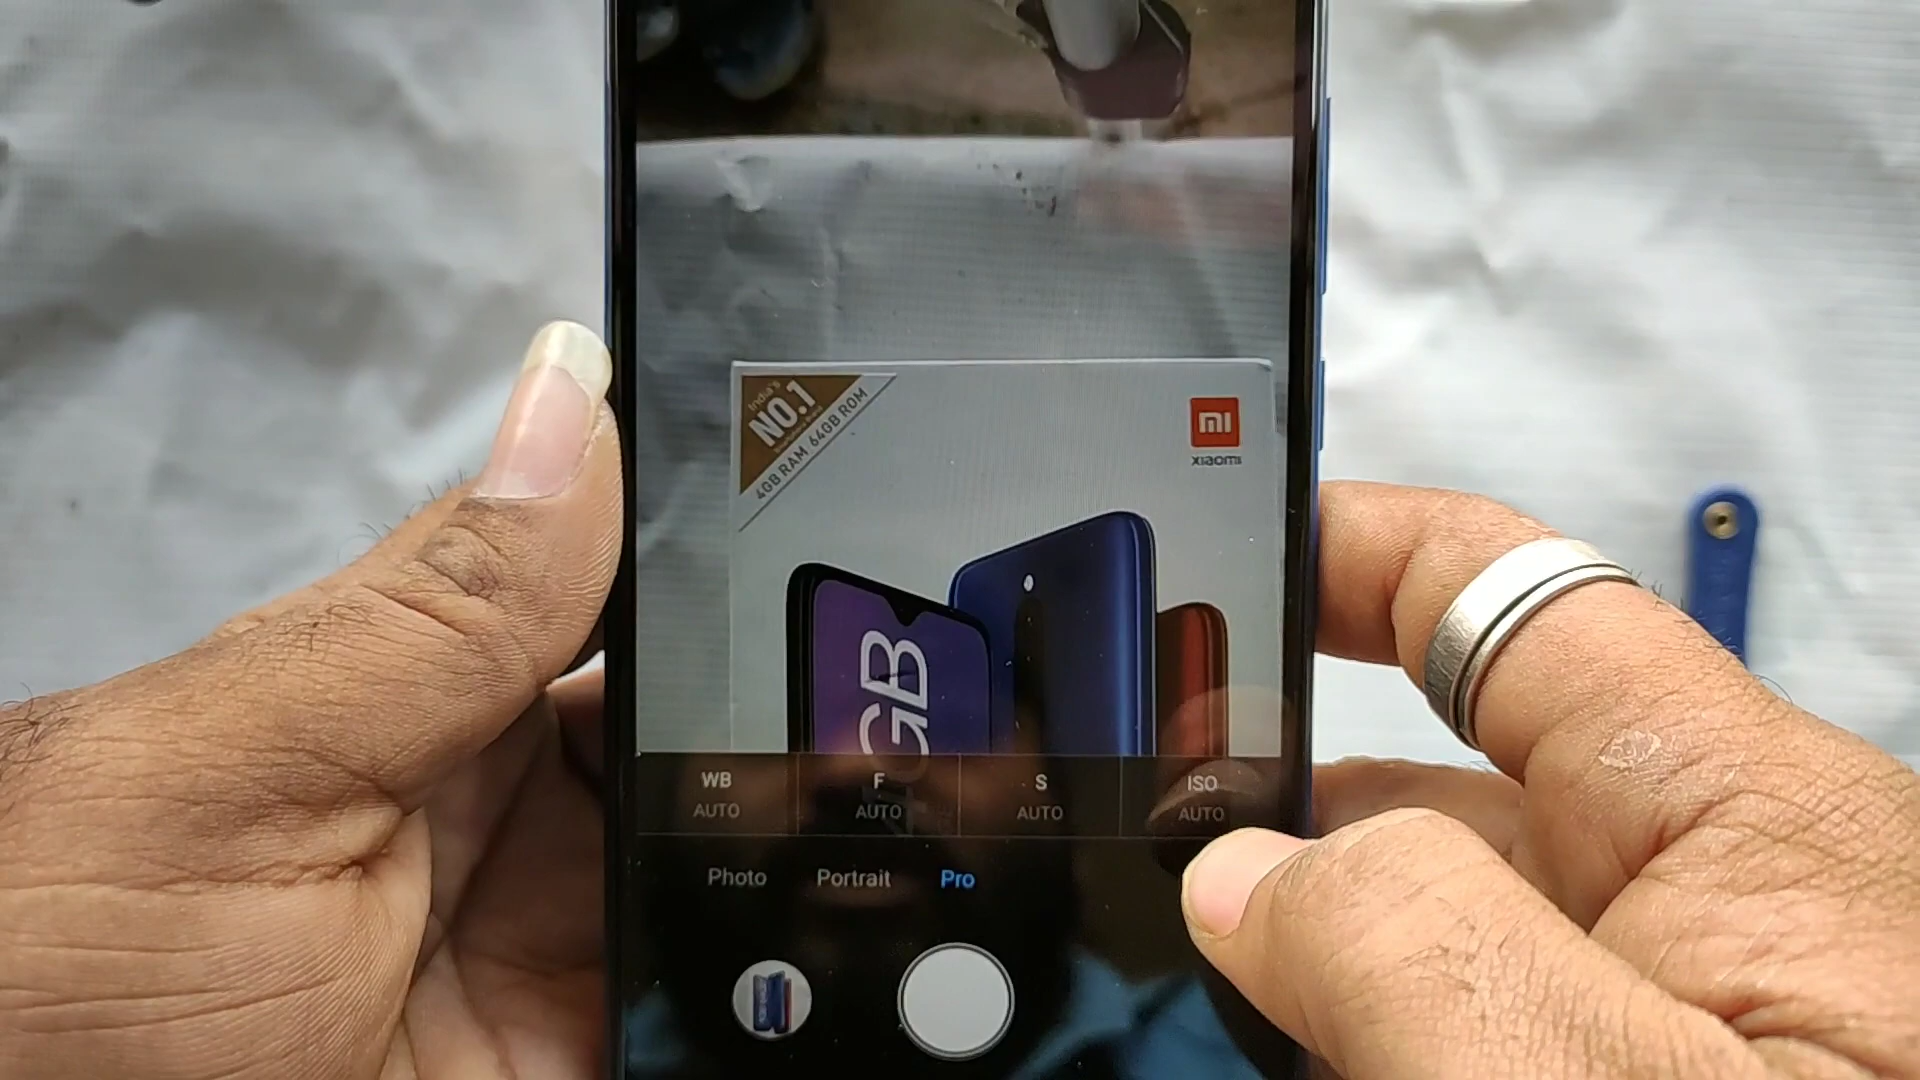 India's
NO.1
4GB RAM 64GB ROM
mi
xiaomi
GB
WB
F
S
ISO
AUTO
AUTO
AUTO
AUTO
Photo
Portrait
Pro